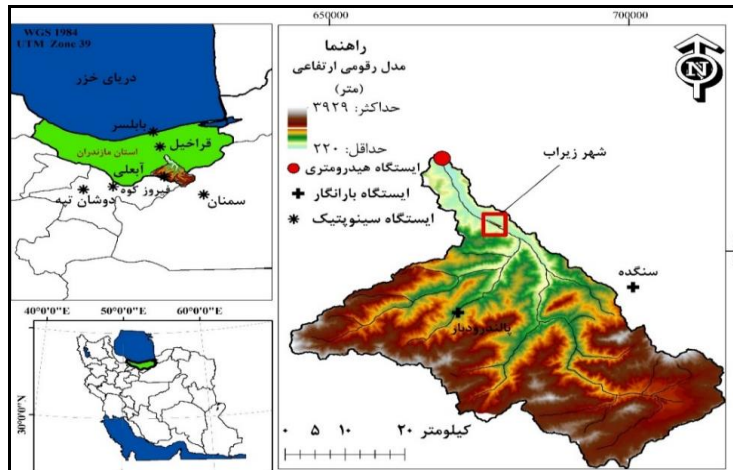 WGS 1984
UTM Zone 39
دریای خزر
بابلسر
قراخیل
استان مازندران
آبعلی
فیروز کوه
دوشان تپه
سمنان
40°0'0"E
50°0'0"E
60°0'0"E
30°0'0"N
650000
700000
راهنما
مدل رقومی ارتفاعی
(متر)
حداکثر: ۳۹۲۹
حداقل: ۲۲۰
ایستگاه هیدرومتری
ایستگاه بارانگار
ایستگاه سینوپتیک
N
شهر زیراب
سنگده
پالندرودبار
۰ ۵ ۱۰ ۲۰ کیلومتر